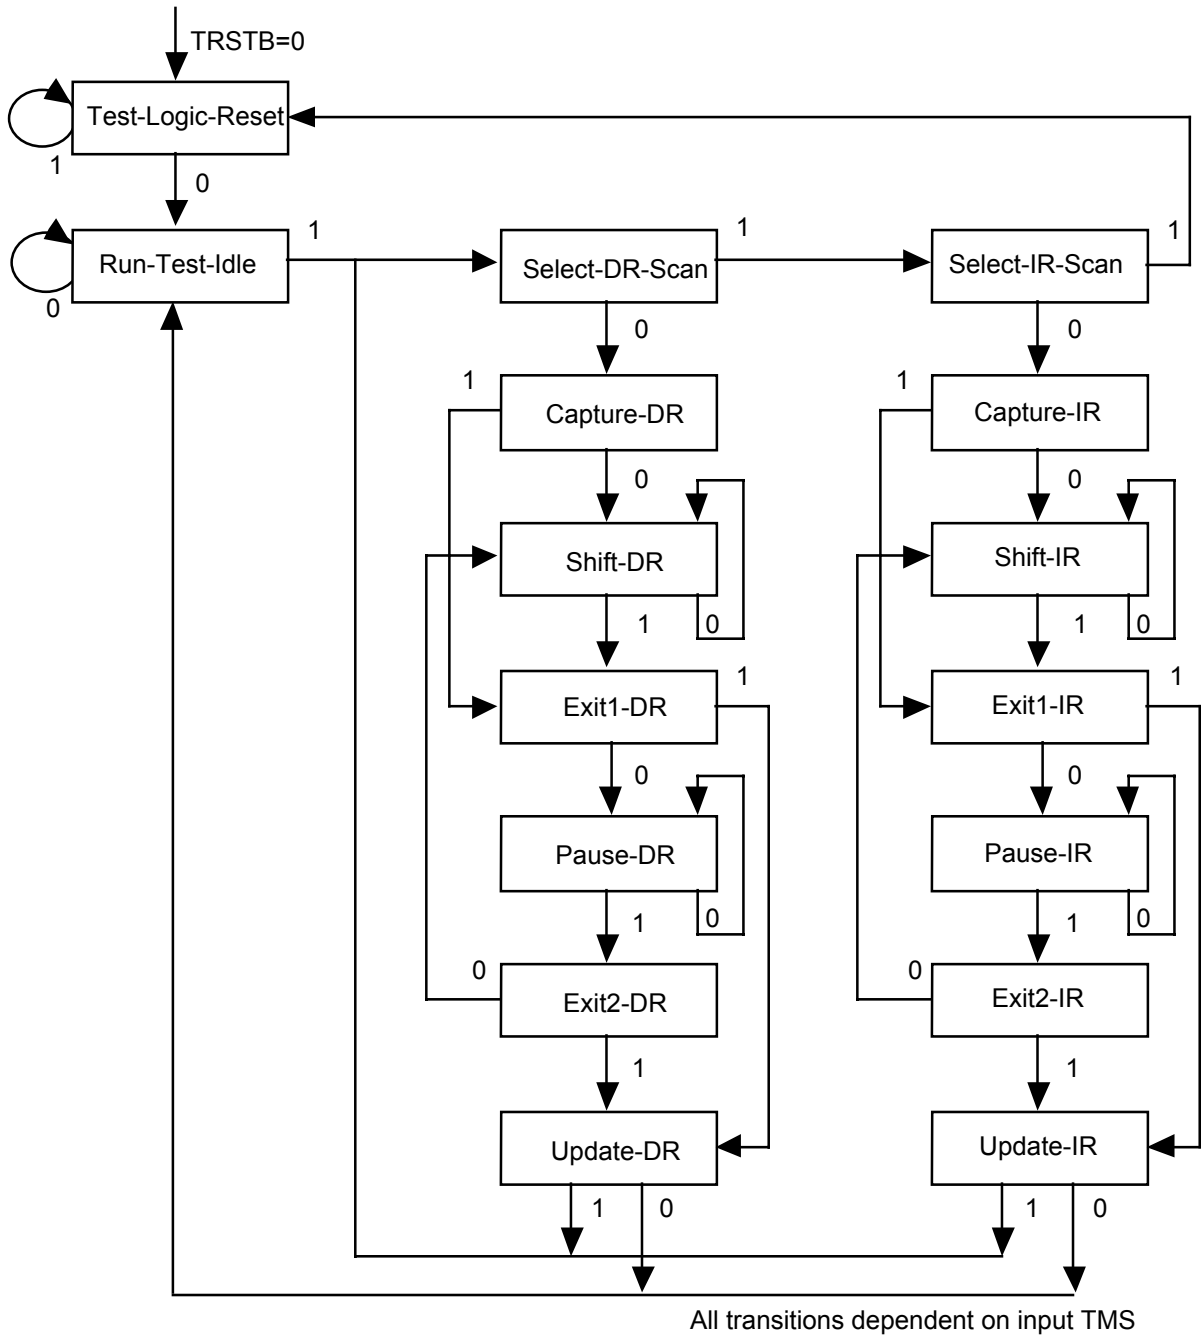 TRSTB=0
Test-Logic-Reset
1
0
1
1
1
Run-Test-Idle
Select-DR-Scan
Select-IR-Scan
0
0
0
1
1
Capture-DR
Capture-IR
0
0
Shift-DR
Shift-IR
1
0
1
0
1
1
Exit1-DR
Exit1-IR
0
0
Pause-DR
Pause-IR
1
0
1
0
0
0
Exit2-DR
Exit2-IR
1
1
Update-DR
Update-IR
1
0
1
0
All transitions dependent on input TMS